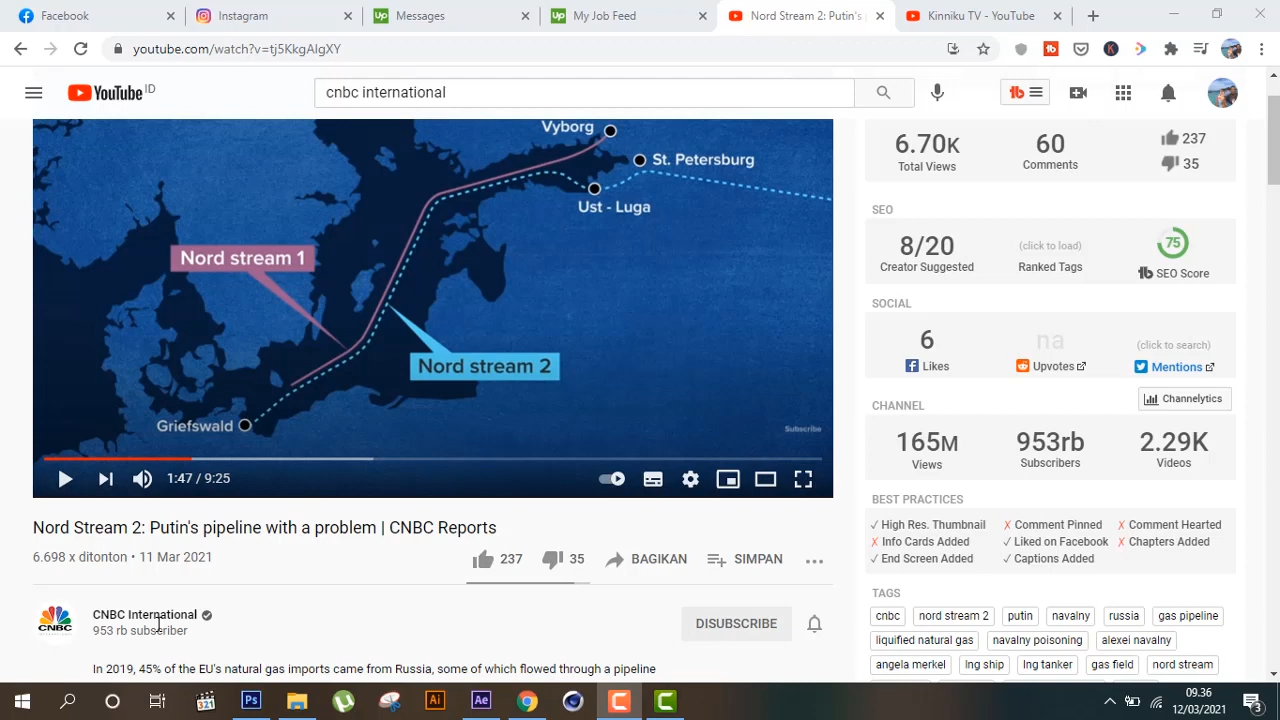 Facebook
Instagram
Messages
My Job Feed
Nord Stream 2: Putin's p
Kinniku TV - YouTube
youtube.com/watch?v=tj5KkgAlgXY
YouTube ID
cnbc international
Vyborg
St. Petersburg
Ust - Luga
Nord stream 1
Nord stream 2
Griefswald
Subscribe
1:47 / 9:25
Nord Stream 2: Putin's pipeline with a problem | CNBC Reports
6.698 x ditonton • 11 Mar 2021
237
35
BAGIKAN
SIMPAN
CNBC
CNBC International
953 rb subscriber
DISUBSCRIBE
In 2019, 45% of the EU's natural gas imports came from Russia, some of which flowed through a pipeline
6.70K
60
237
Total Views
Comments
35
SEO
8/20
(click to load)
75
Creator Suggested
Ranked Tags
tb SEO Score
SOCIAL
6
na
(click to search)
Likes
Upvotes
Mentions
CHANNEL
Channelytics
165M
953rb
2.29K
Views
Subscribers
Videos
BEST PRACTICES
✓ High Res. Thumbnail
✗ Comment Pinned
✗ Comment Hearted
✗ Info Cards Added
✓ Liked on Facebook
✗ Chapters Added
✓ End Screen Added
✓ Captions Added
TAGS
cnbc
nord stream 2
putin
navalny
russia
gas pipeline
liquified natural gas
navalny poisoning
alexei navalny
angela merkel
lng ship
lng tanker
gas field
nord stream
321
Ps
Ai
Ae
09.36
12/03/2021
3